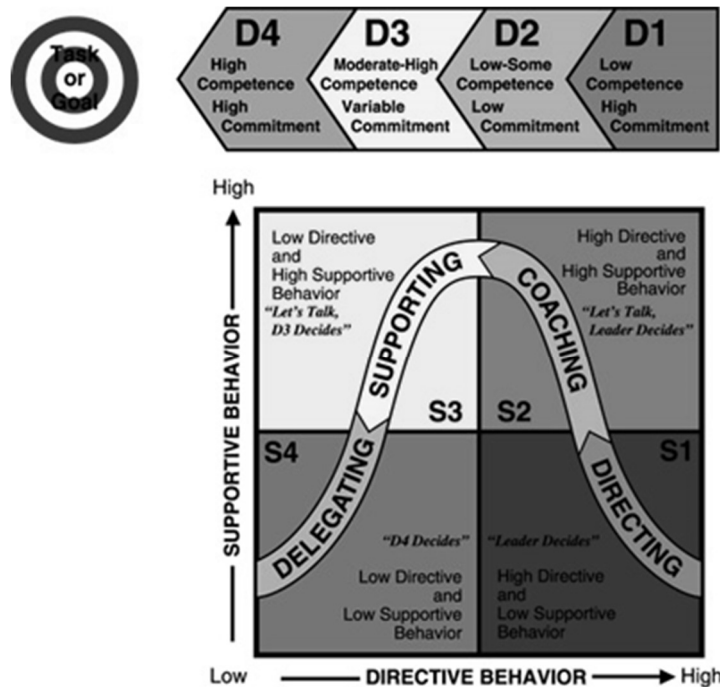 Task
or
Goal
D4
High
Competence
High
Commitment
D3
Moderate-High
Competence
Variable
Commitment
D2
Low-Some
Competence
Low
Commitment
D1
Low
Competence
High
Commitment
High
SUPPORTIVE BEHAVIOR
Low Directive
and
High Supportive
Behavior
“Let’s Talk,
D3 Decides”
High Directive
and
High Supportive
Behavior
“Let’s Talk,
Leader Decides”
SUPPORTING
COACHING
S3
S2
S4
S1
DELEGATING
DIRECTING
“D4 Decides”
Low Directive
and
Low Supportive
Behavior
“Leader Decides”
High Directive
and
Low Supportive
Behavior
Low
DIRECTIVE BEHAVIOR
High